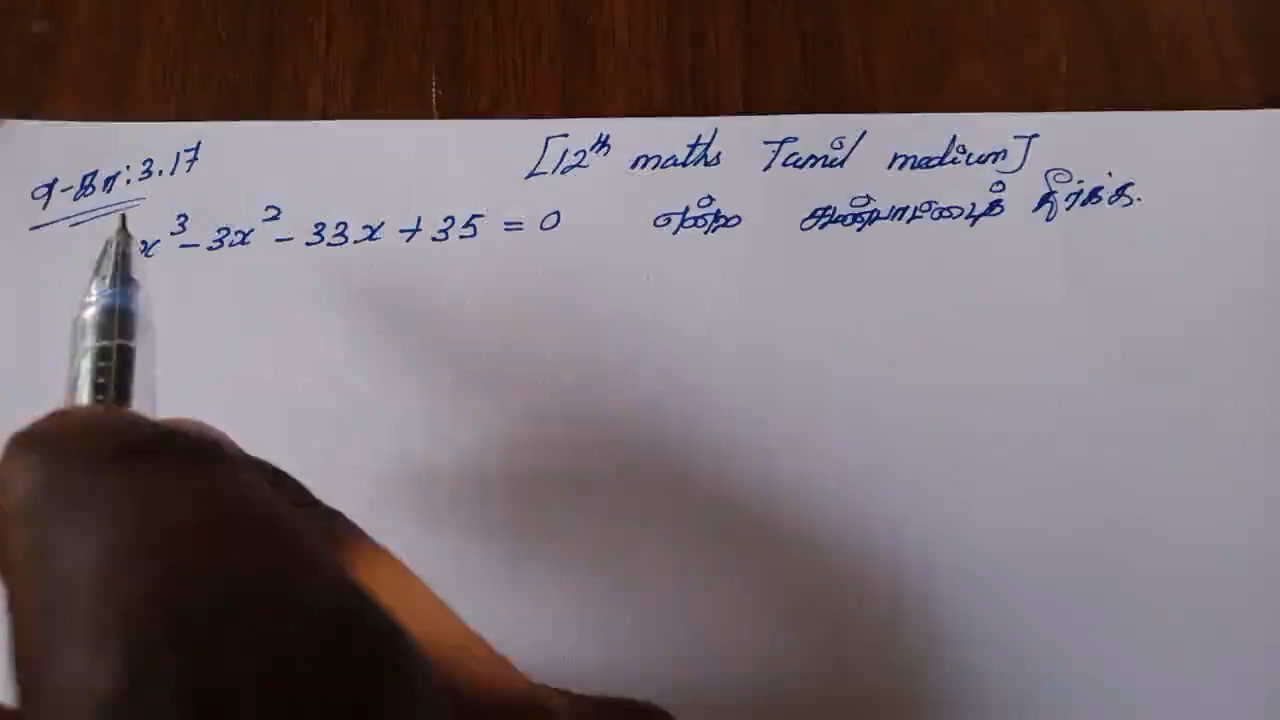 எ-கா: 3.17 [12th maths Tamil medium]
x³ - 3x² - 33x + 35 = 0 என்ற சமன்பாட்டைத் தீர்க்க.